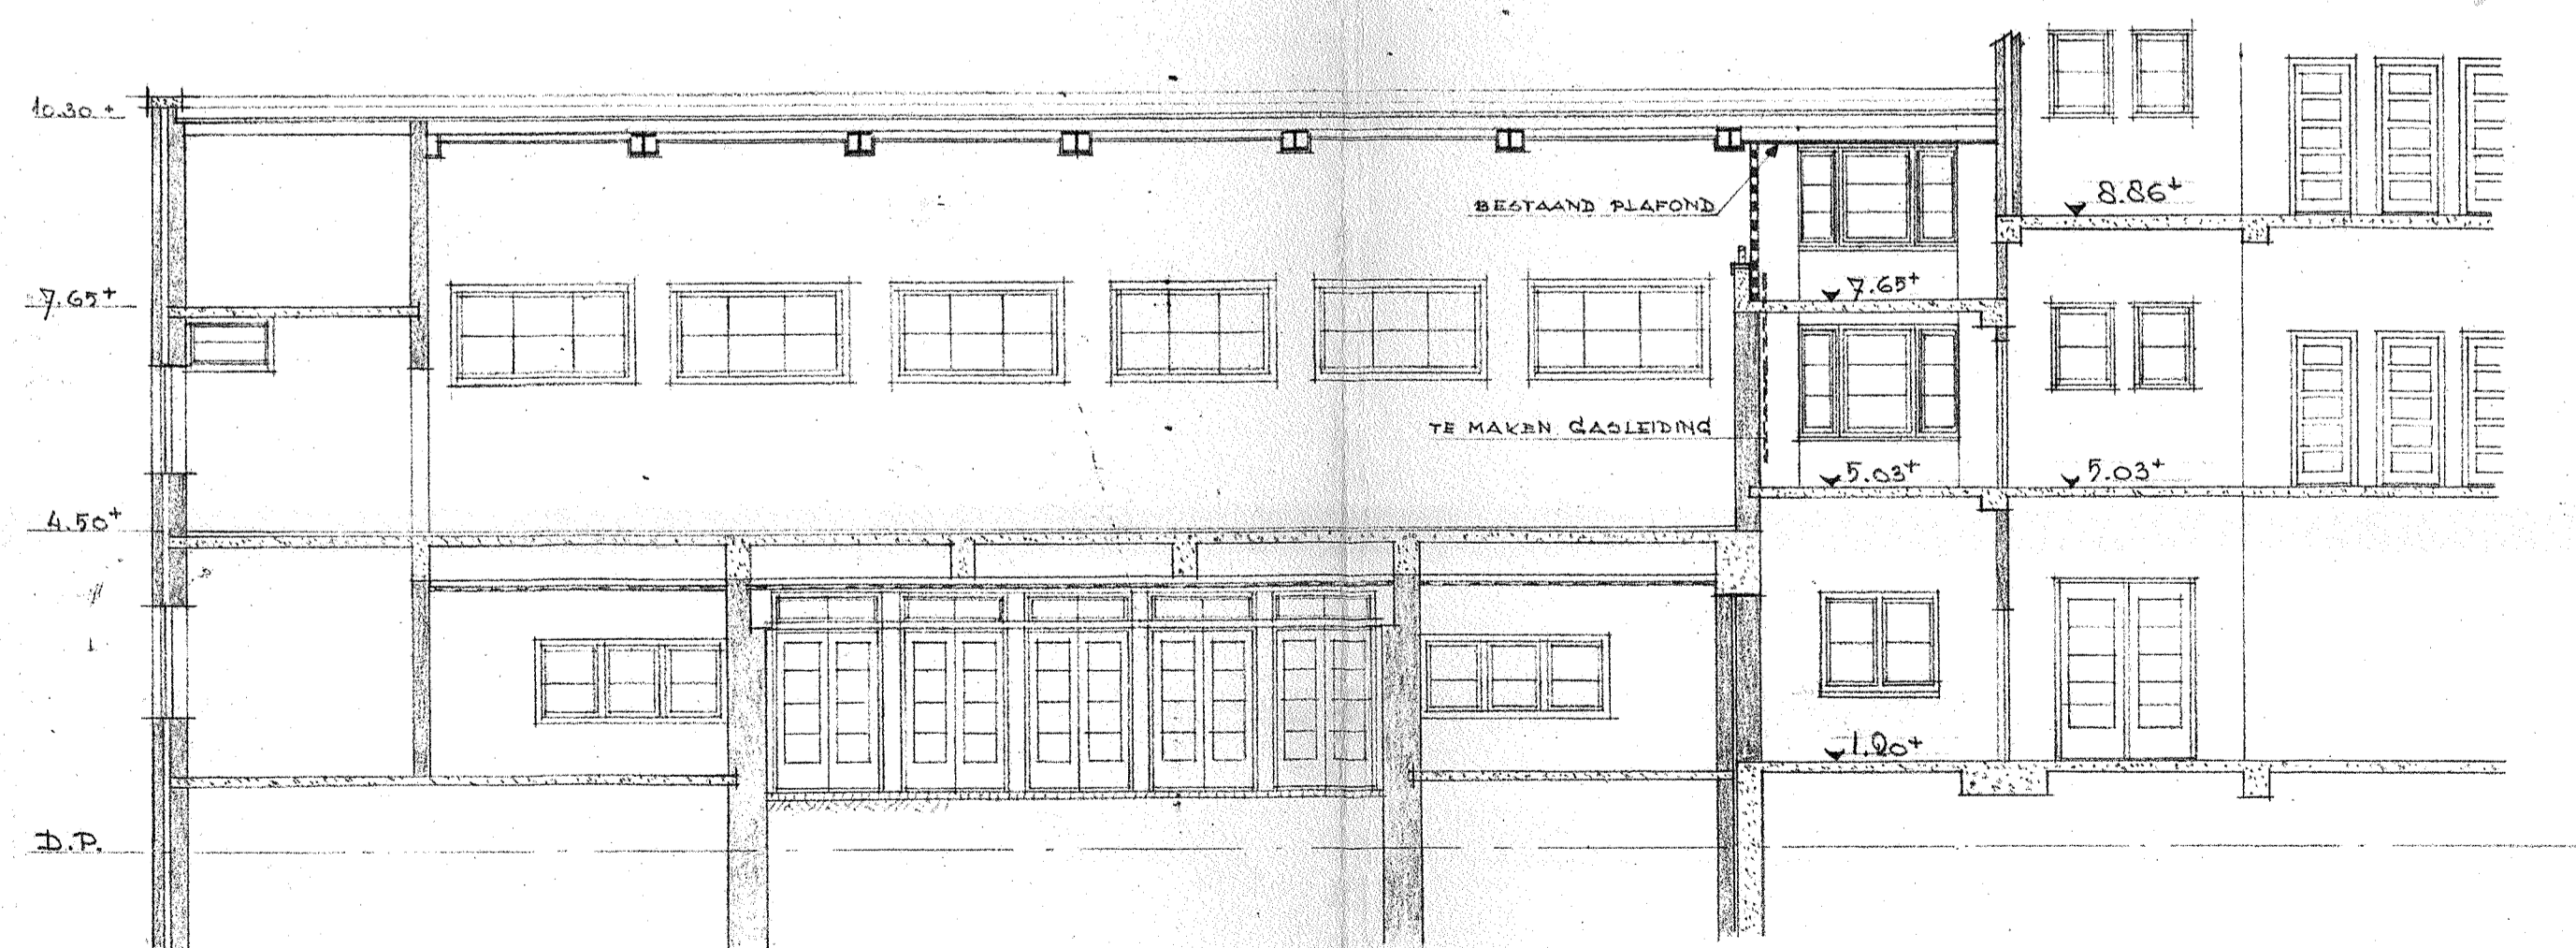 10.30+
8.86+
BESTAAND PLAFOND
7.65+
7.65+
TE MAKEN GASLEIDING
5.03+
5.03+
4.50+
1.20+
D.P.